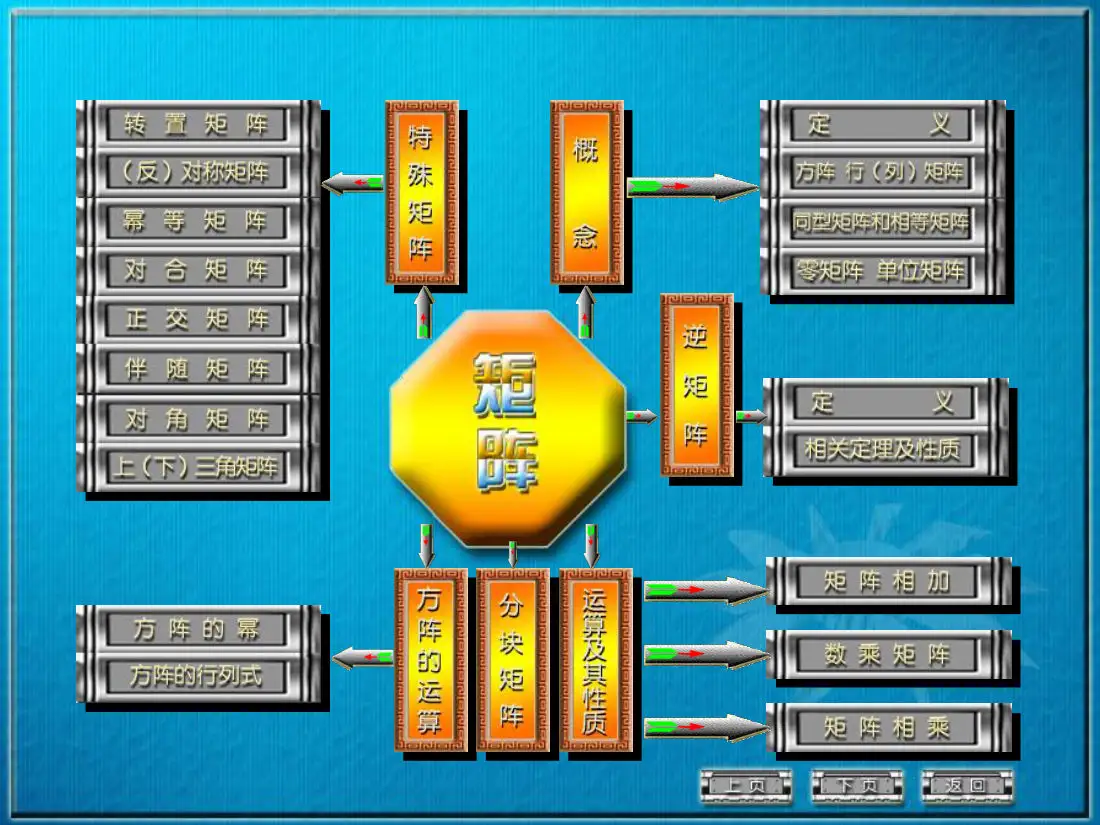 转置矩阵
（反）对称矩阵
幂等矩阵
对合矩阵
正交矩阵
伴随矩阵
对角矩阵
上（下）三角矩阵
特殊矩阵
概念
定义
方阵 行（列）矩阵
同型矩阵和相等矩阵
零矩阵 单位矩阵
矩阵
逆矩阵
定义
相关定理及性质
方阵的幂
方阵的行列式
方阵的运算
分块矩阵
运算及其性质
矩阵相加
数乘矩阵
矩阵相乘
上页
下页
返回